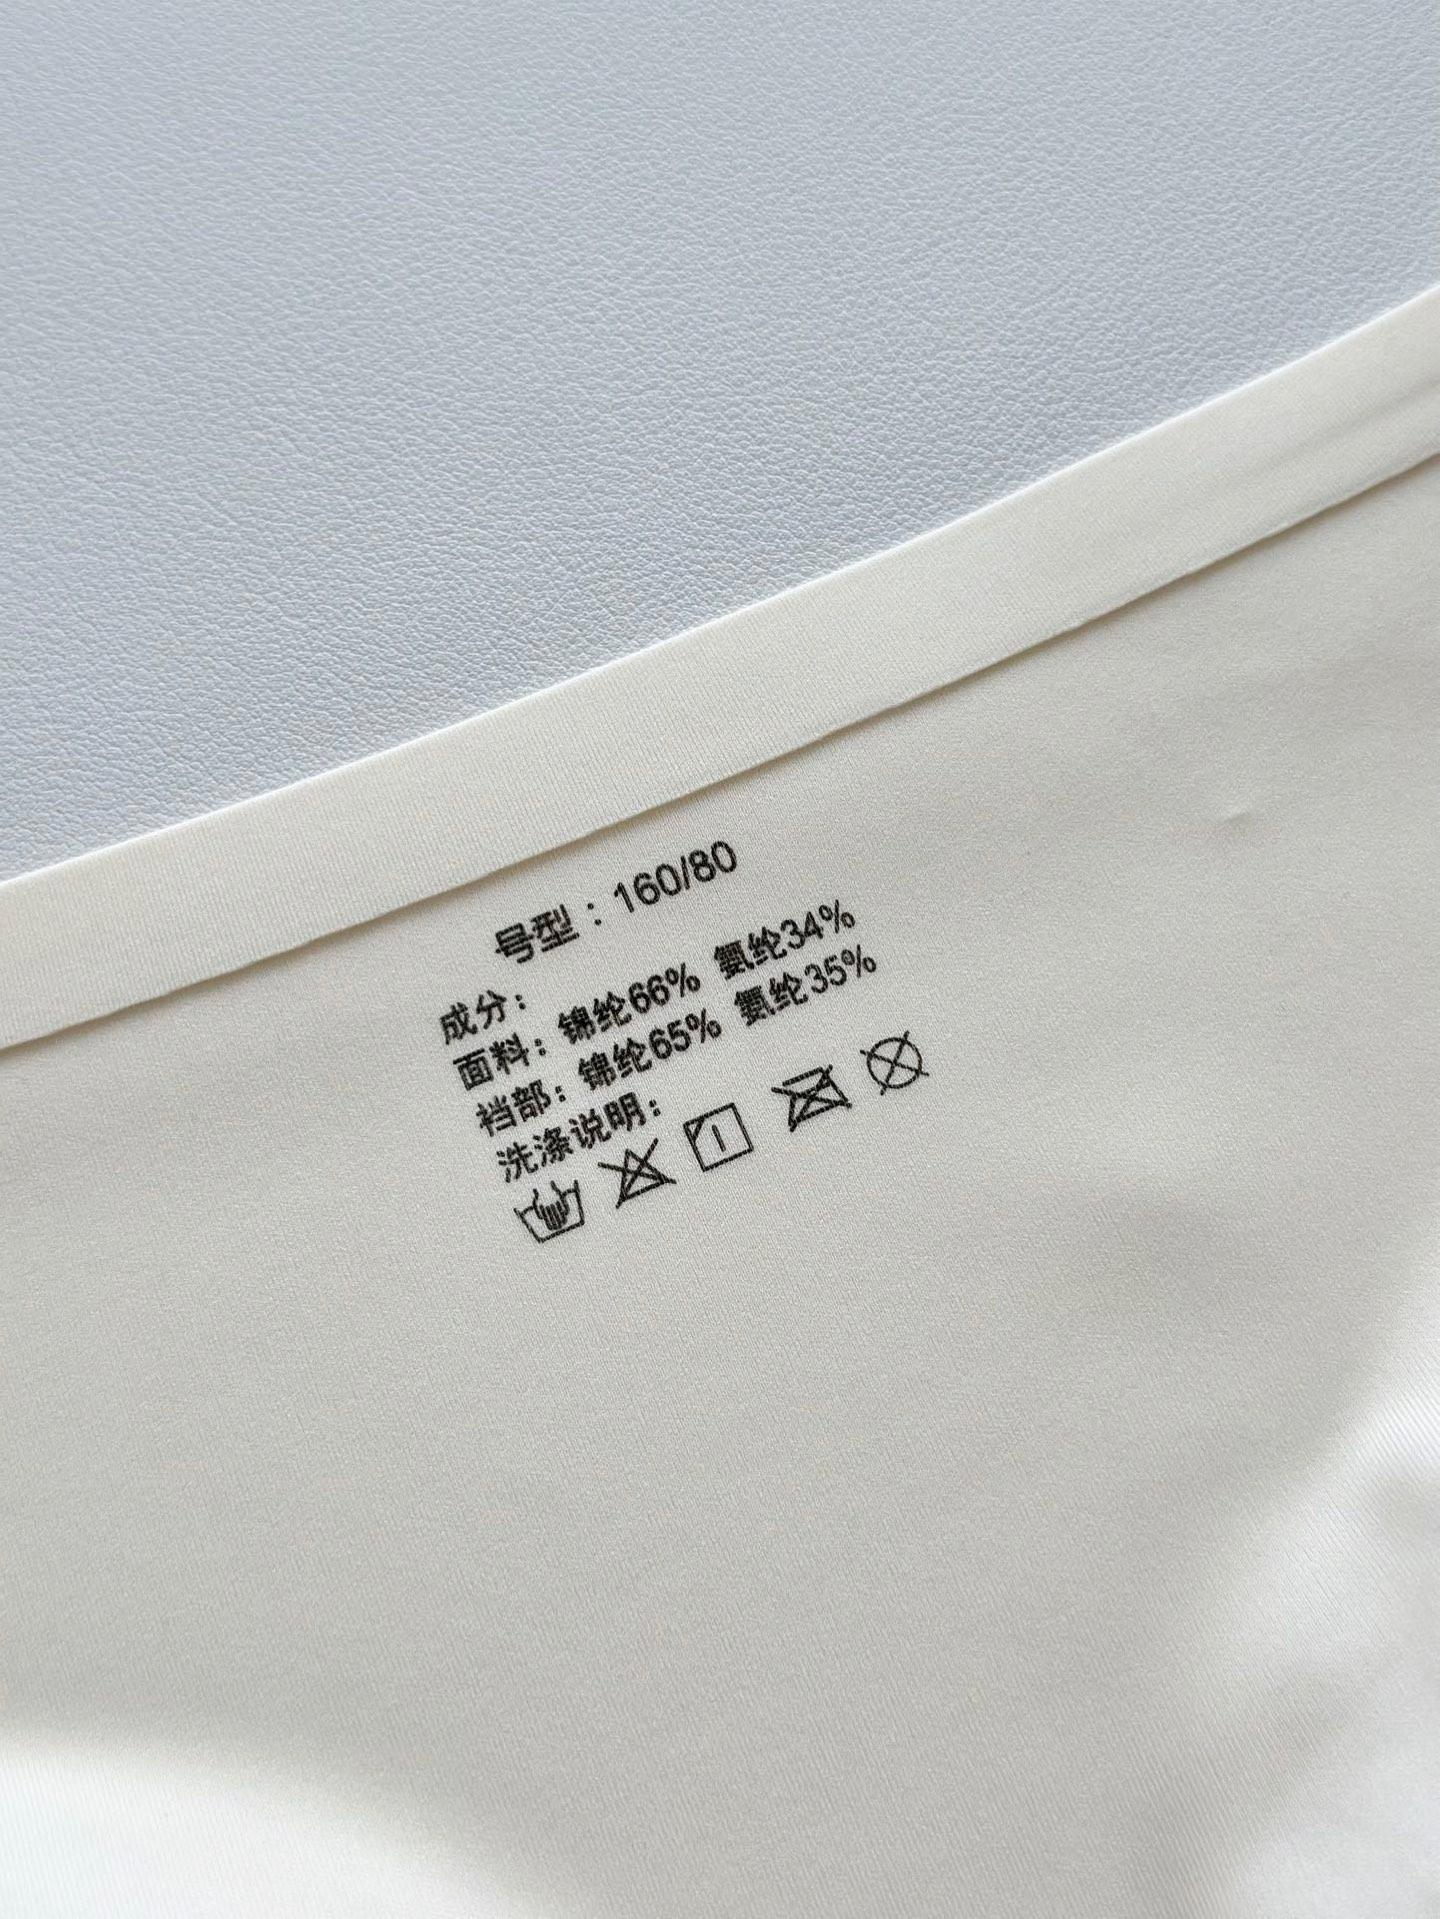 号型：160/80
成分：
面料：锦纶66% 氨纶34%
裆部：锦纶65% 氨纶35%
洗涤说明：